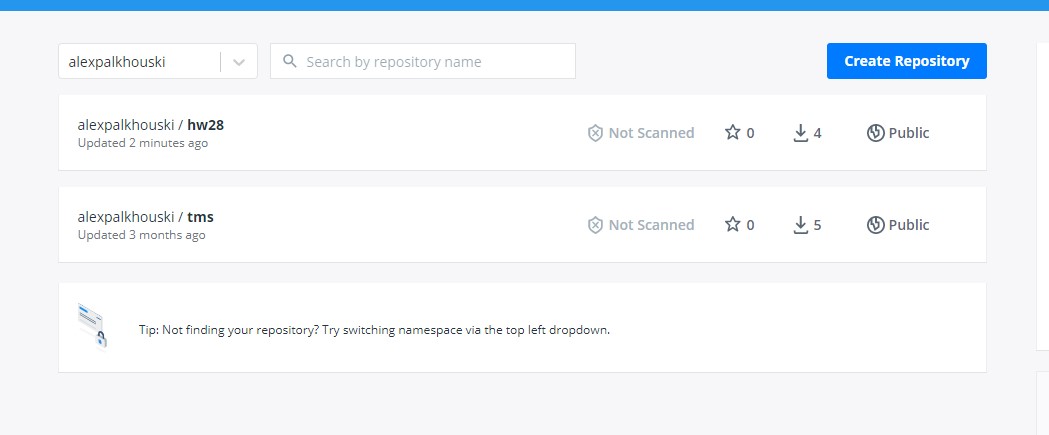 alexpalkhouski
Search by repository name
Create Repository
alexpalkhouski / hw28
Updated 2 minutes ago
Not Scanned
0
4
Public
alexpalkhouski / tms
Updated 3 months ago
Not Scanned
0
5
Public
Tip: Not finding your repository? Try switching namespace via the top left dropdown.